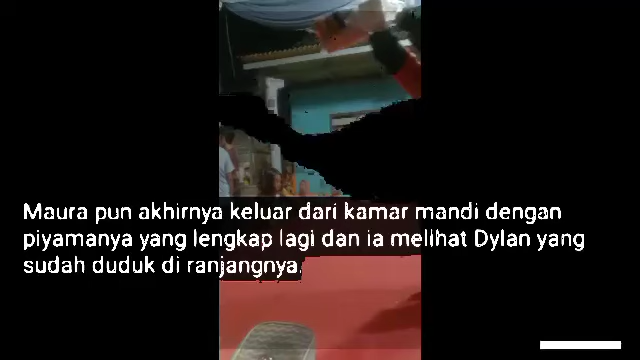 Maura pun akhirnya keluar dari kamar mandi dengan
piyamanya yang lengkap lagi dan ia melihat Dylan yang
sudah duduk di ranjangnya.